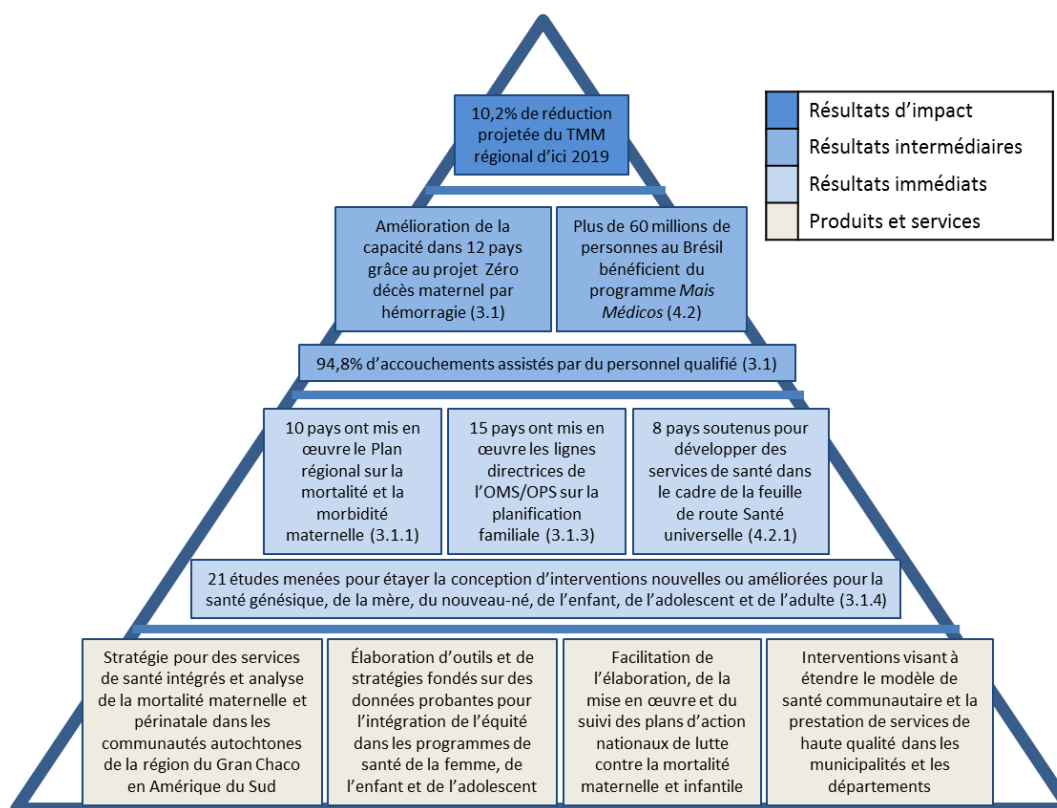 10,2% de réduction
projetée du TMM
régional d'ici 2019
Résultats d'impact
Résultats intermédiaires
Résultats immédiats
Produits et services
Amélioration de la
capacité dans 12 pays
grâce au projet Zéro
décès maternel par
hémorragie (3.1)
Plus de 60 millions de
personnes au Brésil
bénéficient du
programme Mais
Médicos (4.2)
94,8% d'accouchements assistés par du personnel qualifié (3.1)
10 pays ont mis en
œuvre le Plan
régional sur la
mortalité et la
morbidité
maternelle (3.1.1)
15 pays ont mis en
œuvre les lignes
directrices de
l'OMS/OPS sur la
planification
familiale (3.1.3)
8 pays soutenus pour
développer des
services de santé dans
le cadre de la feuille
de route Santé
universelle (4.2.1)
21 études menées pour étayer la conception d'interventions nouvelles ou améliorées pour la
santé génésique, de la mère, du nouveau-né, de l'enfant, de l'adolescent et de l'adulte (3.1.4)
Stratégie pour des services
de santé intégrés et analyse
de la mortalité maternelle et
périnatale dans les
communautés autochtones
de la région du Gran Chaco
en Amérique du Sud
Élaboration d'outils et de
stratégies fondés sur des
données probantes pour
l'intégration de l'équité
dans les programmes de
santé de la femme, de
l'enfant et de l'adolescent
Facilitation de
l'élaboration, de la
mise en œuvre et du
suivi des plans d'action
nationaux de lutte
contre la mortalité
maternelle et infantile
Interventions visant à
étendre le modèle de
santé communautaire et la
prestation de services de
haute qualité dans les
municipalités et les
départements